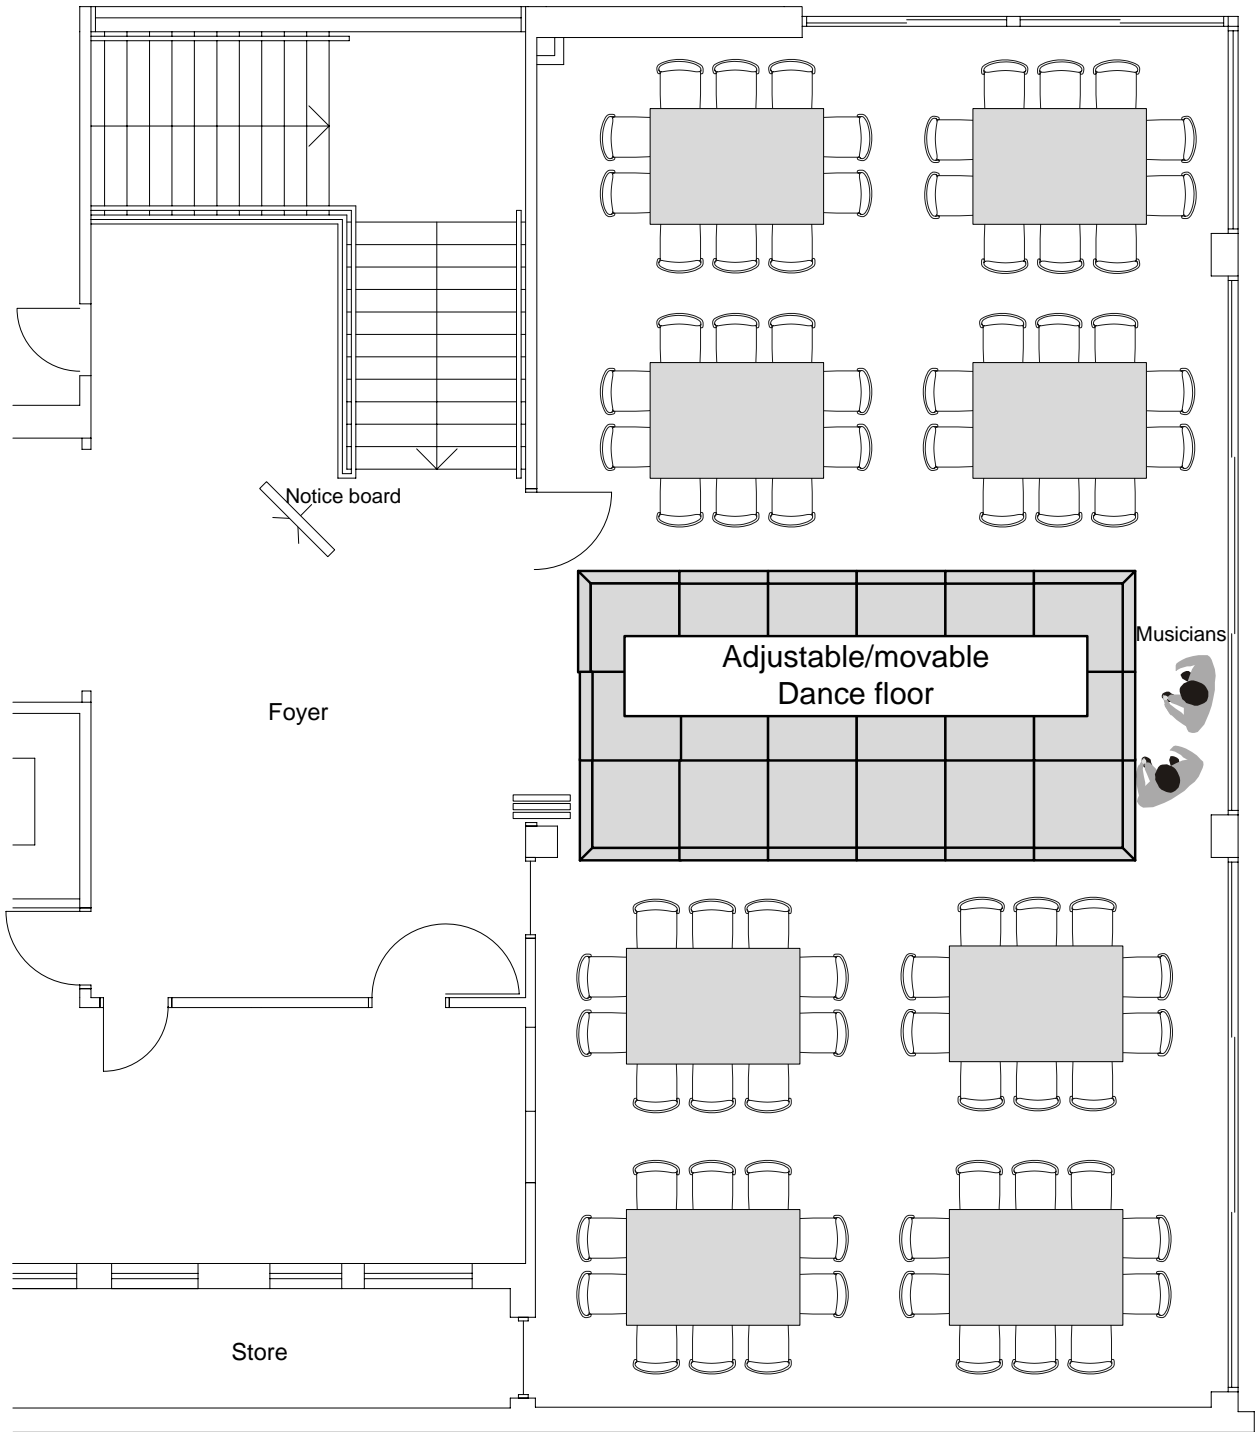 Notice board
Musicians
Adjustable/movable
Dance floor
Foyer
Store